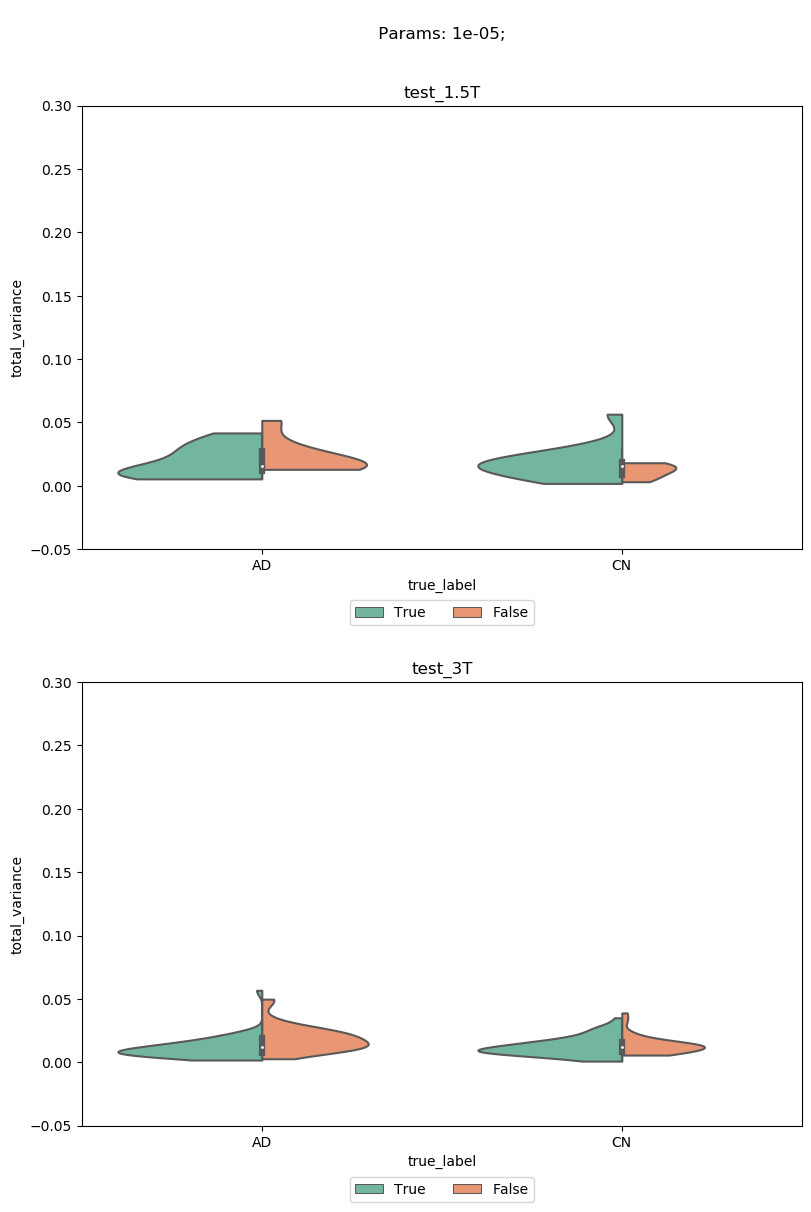 Params: 1e-05;
test_1.5T
0.30
0.25
0.20
0.15
0.10
0.05
0.00
−0.05
total_variance
AD CN
true_label
True False
test_3T
0.30
0.25
0.20
0.15
0.10
0.05
0.00
−0.05
total_variance
AD CN
true_label
True False